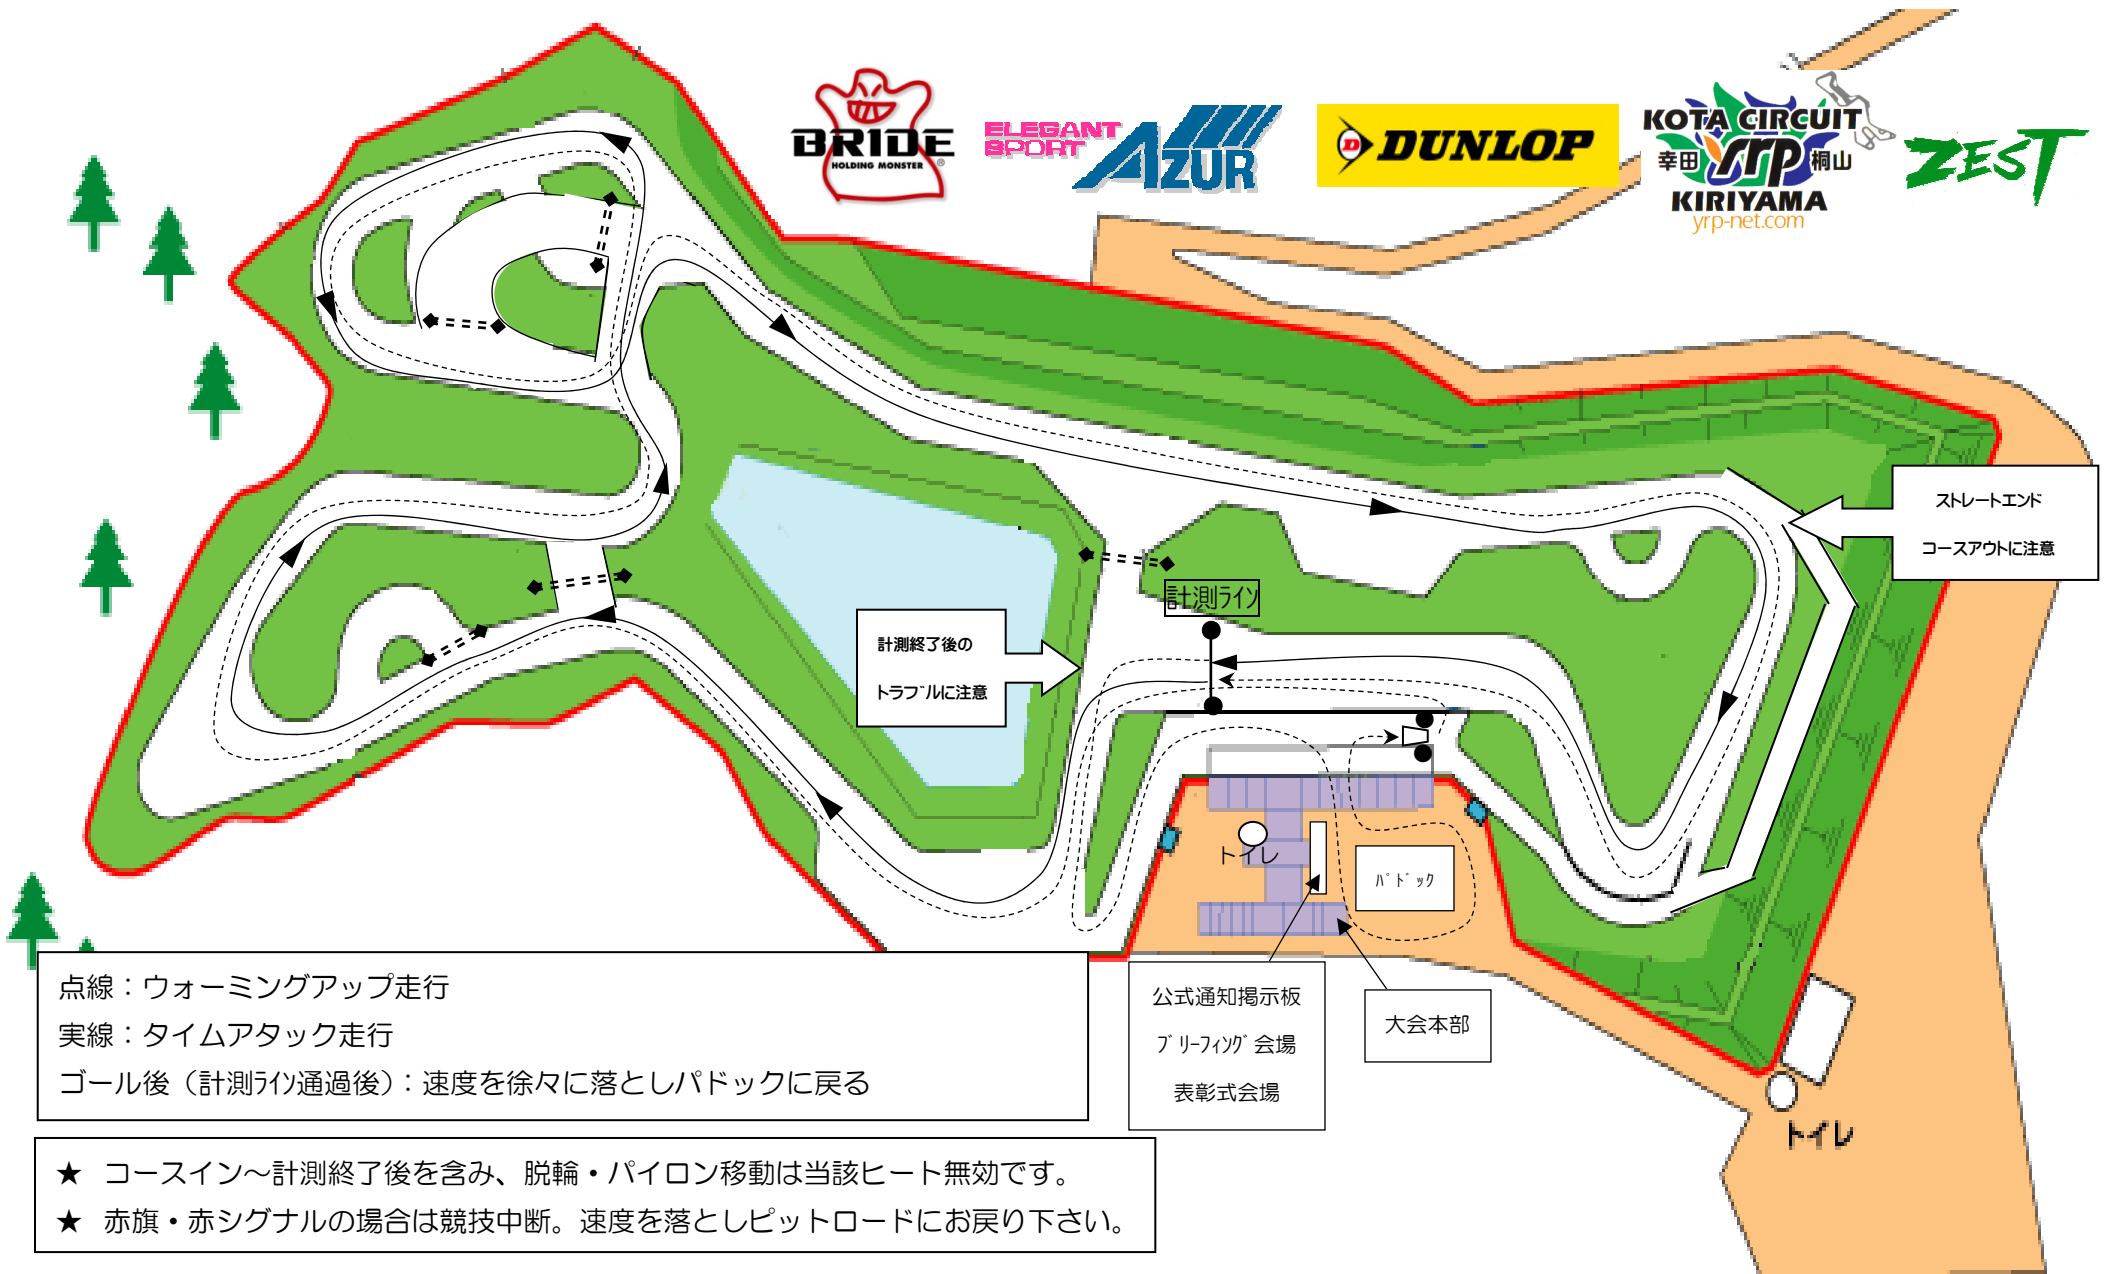 BRIDE
HOLDING MONSTER
®
ELEGANT
SPORT
AZUR
D DUNLOP
KOTA CIRCUIT
幸田 yrp 桐山
KIRIYAMA
yrp-net.com
ZEST
ストレートエンド
コースアウトに注意
計測ライン
計測終了後の
トラブルに注意
トイレ
パドック
公式通知掲示板
ブリーフィング会場
表彰式会場
大会本部
トイレ
点線：ウォーミングアップ走行
実線：タイムアタック走行
ゴール後（計測ライン通過後）：速度を徐々に落としパドックに戻る
★ コースイン～計測終了後を含み、脱輪・パイロン移動は当該ヒート無効です。
★ 赤旗・赤シグナルの場合は競技中断。速度を落としピットロードにお戻り下さい。